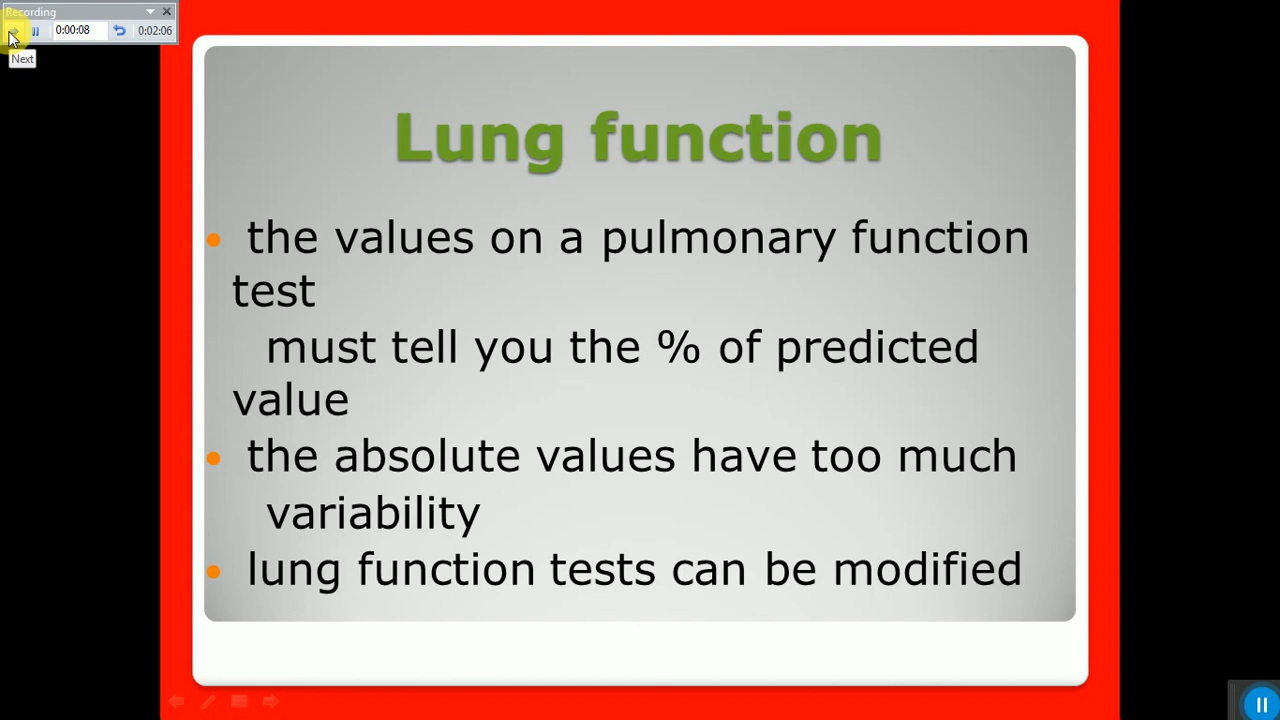 Recording
0:00:08
0:02:06
Next
Lung function
• the values on a pulmonary function
test
must tell you the % of predicted
value
• the absolute values have too much
variability
• lung function tests can be modified